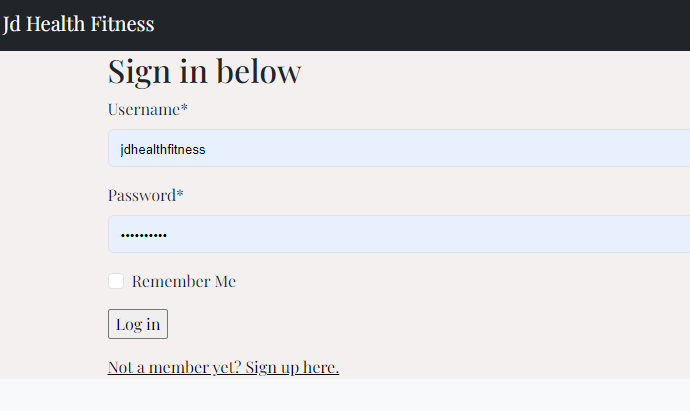 Jd Health Fitness
Sign in below
Username*
jdhealthfitness
Password*
••••••••••
Remember Me
Log in
Not a member yet? Sign up here.